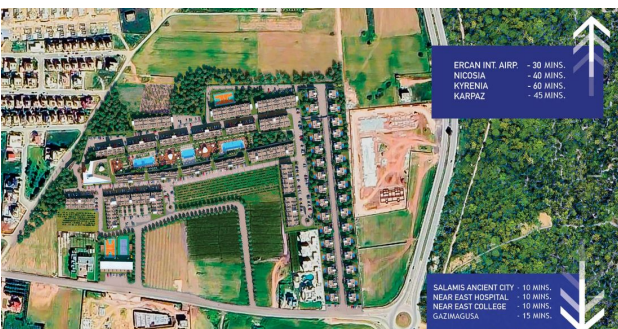 ERCAN INT. AIRP. - 30 MINS.
NICOSIA - 40 MINS.
KYRENIA - 60 MINS.
KARPAZ - 45 MINS.
SALAMIS ANCIENT CITY - 10 MINS.
NEAR EAST HOSPITAL - 10 MINS.
NEAR EAST COLLEGE - 10 MINS.
GAZIMAGUSA - 15 MINS.